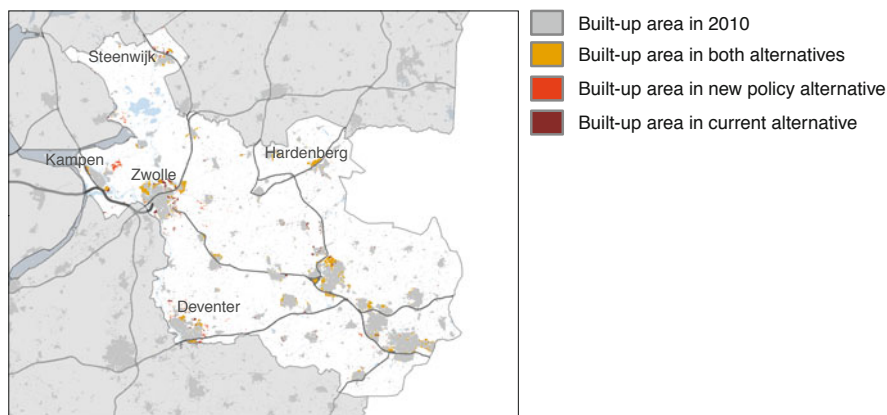 Steenwijk
Kampen
Zwolle
Hardenberg
Deventer
Built-up area in 2010
Built-up area in both alternatives
Built-up area in new policy alternative
Built-up area in current alternative